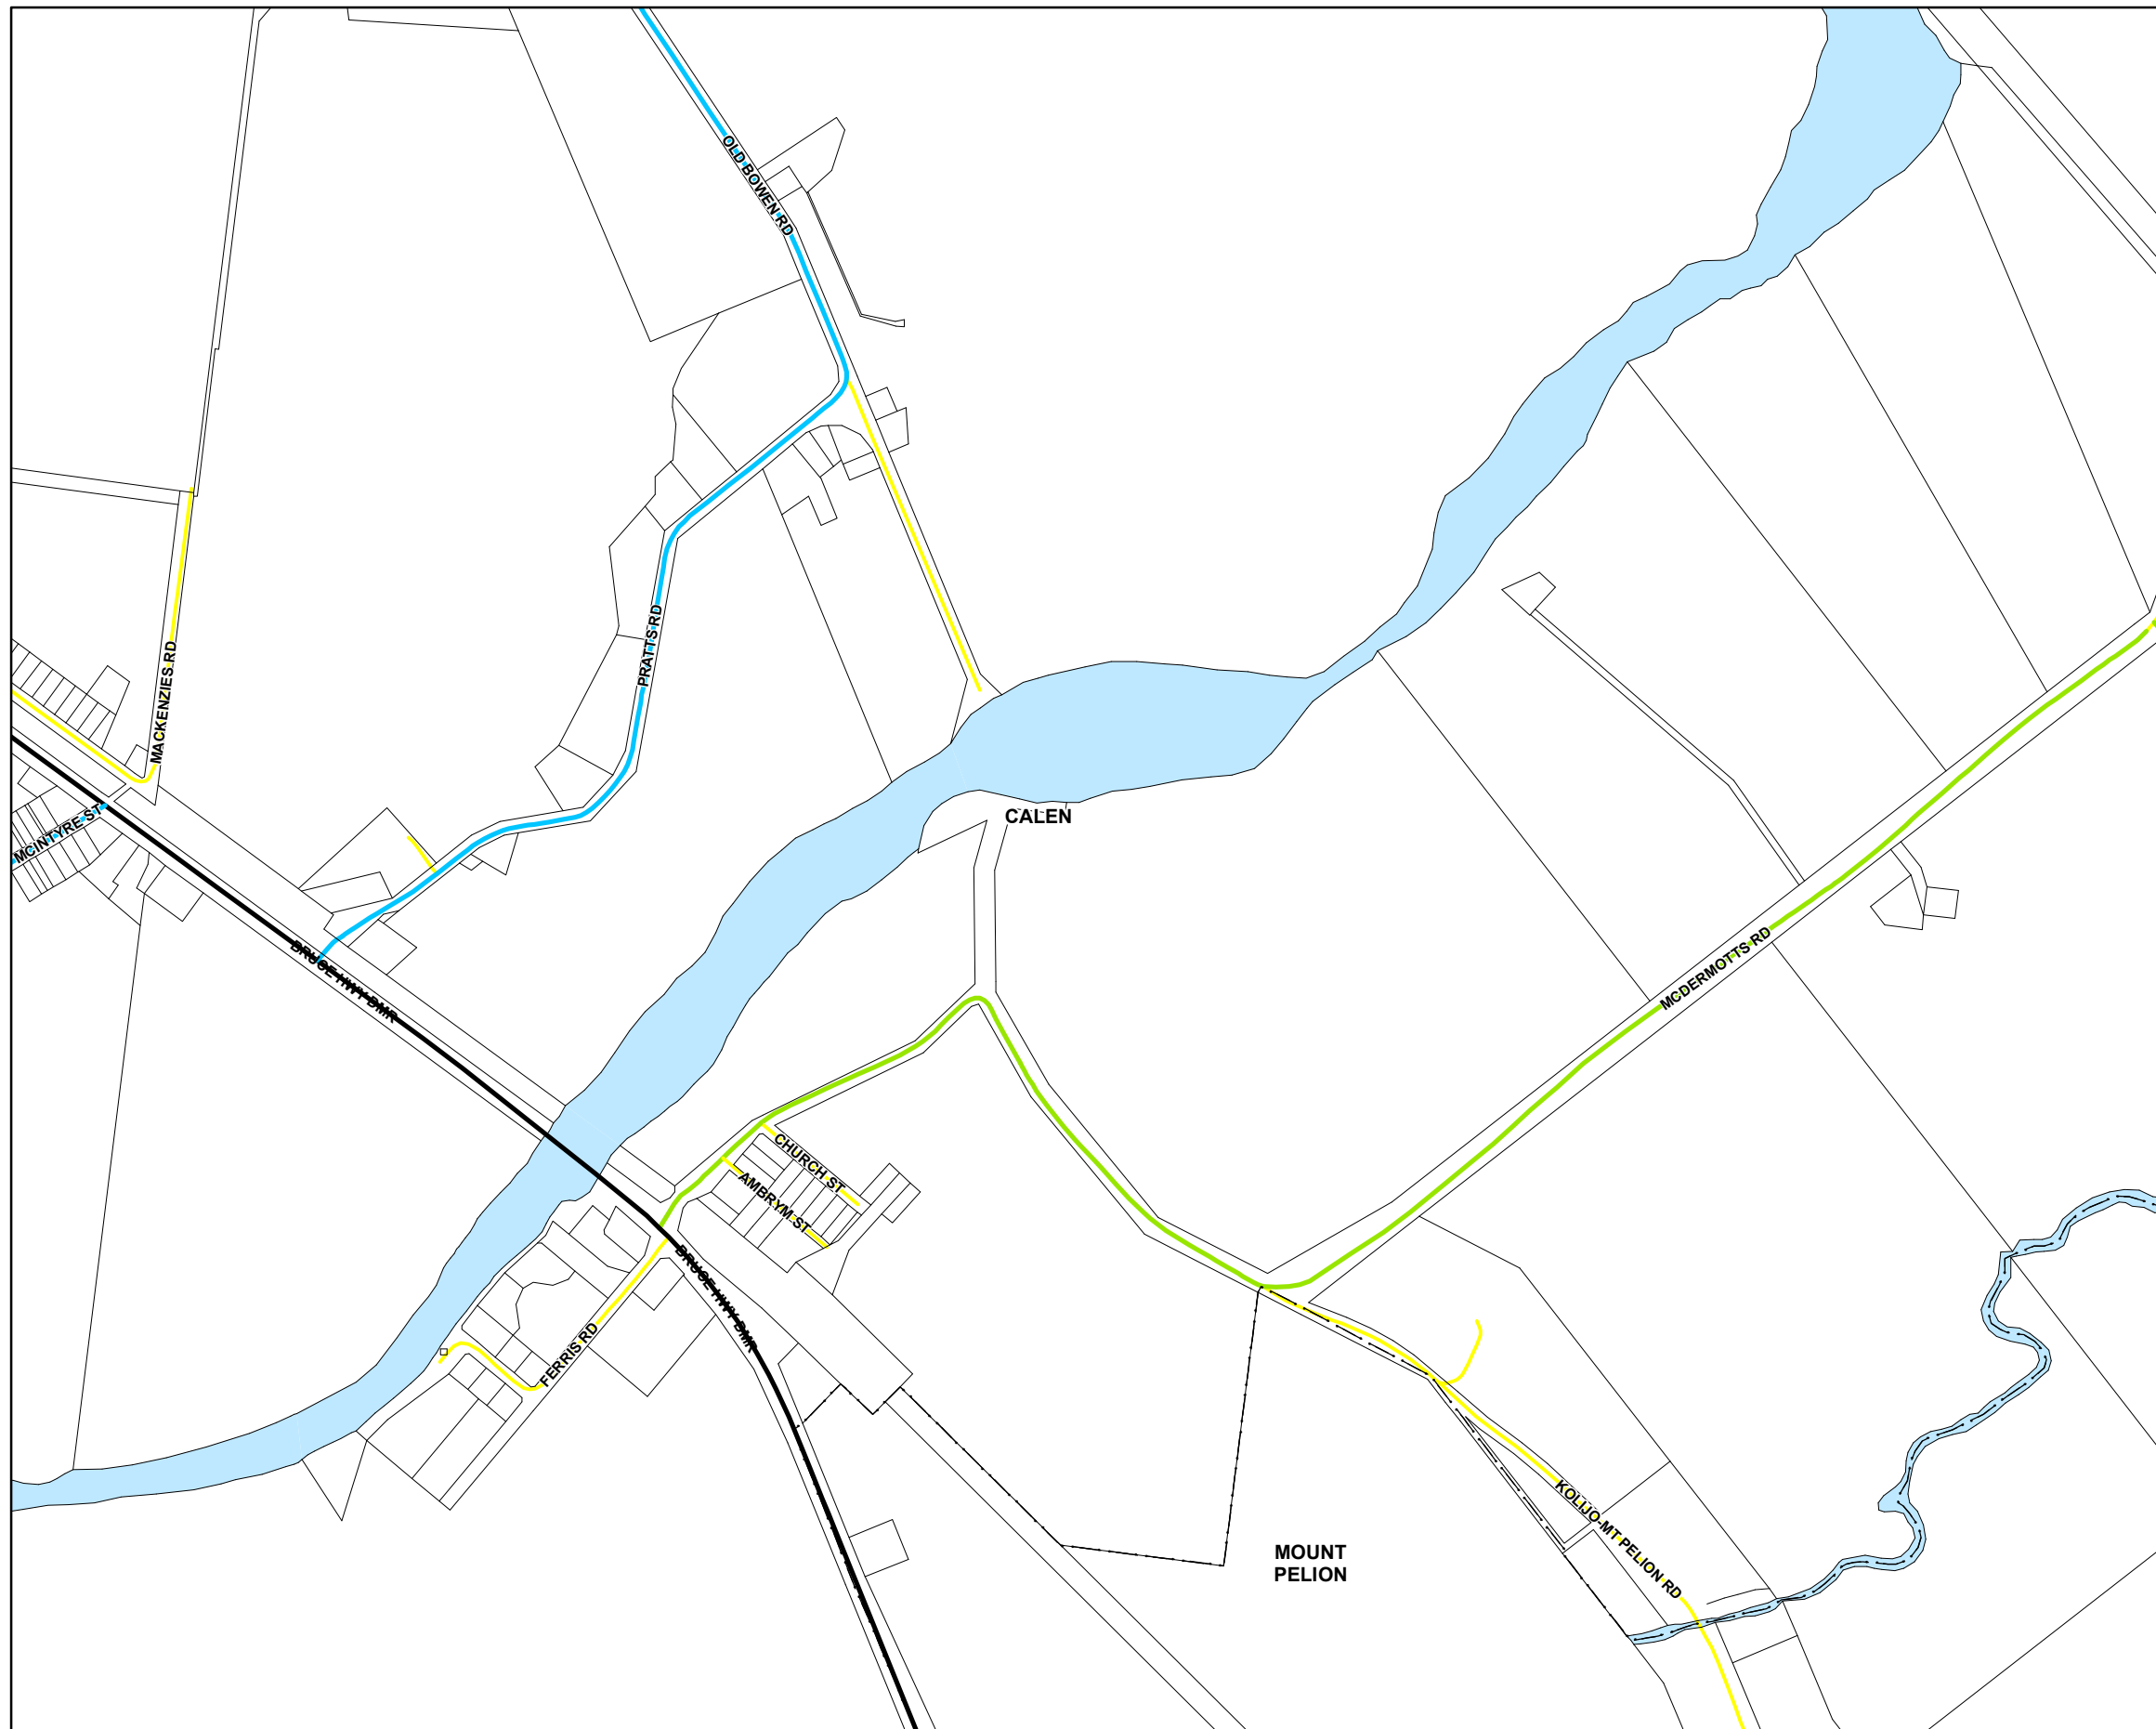 OLD BOWEN RD
PRATTS RD
MACKENZIES RD
MCINTYRE ST
CALEN
BRUCE HWY DMR
MCDERMOTTS RD
CHURCH ST
AMBRYM ST
BRUCE HWY DMR
FERRIS RD
KOLIJO-MT PELION RD
MOUNT
PELION